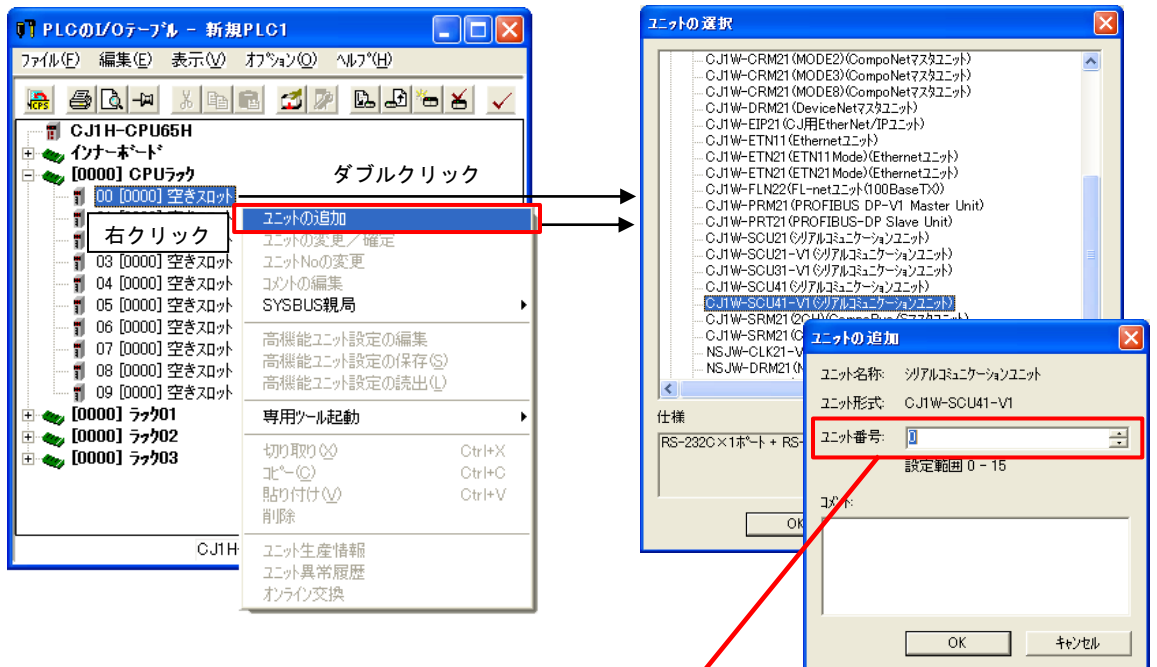 PLCのI/Oテーブル - 新規PLC1
ファイル(F) 編集(E) 表示(V) オプション(O) ヘルプ(H)
CJ1H-CPU65H
インナーボード
[0000] CPUラック
00 [0000] 空きスロット
03 [0000] 空きスロット
04 [0000] 空きスロット
05 [0000] 空きスロット
06 [0000] 空きスロット
07 [0000] 空きスロット
08 [0000] 空きスロット
09 [0000] 空きスロット
[0000] ラック01
[0000] ラック02
[0000] ラック03
CJ1H-
ダブルクリック
右クリック
ユニットの追加
ユニットの変更／確定
ユニットNoの変更
コメントの編集
SYSBUS親局
高機能ユニット設定の編集
高機能ユニット設定の保存(S)
高機能ユニット設定の読出(L)
専用ツール起動
切り取り(X) Ctrl+X
コピー(C) Ctrl+C
貼り付け(V) Ctrl+V
削除
ユニット生産情報
ユニット異常履歴
オンライン交換
ユニットの選択
CJ1W-CRM21(MODE2)(CompoNetマスタユニット)
CJ1W-CRM21(MODE3)(CompoNetマスタユニット)
CJ1W-CRM21(MODE8)(CompoNetマスタユニット)
CJ1W-DRM21(DeviceNetマスタユニット)
CJ1W-EIP21(CJ用EtherNet/IPユニット)
CJ1W-ETN11(Ethernetユニット)
CJ1W-ETN21(ETN11Mode)(Ethernetユニット)
CJ1W-ETN21(ETN21Mode)(Ethernetユニット)
CJ1W-FLN22(FL-netユニット(100BaseTX))
CJ1W-PRM21(PROFIBUS DP-V1 Master Unit)
CJ1W-PRT21(PROFIBUS-DP Slave Unit)
CJ1W-SCU21(シリアルコミュニケーションユニット)
CJ1W-SCU21-V1(シリアルコミュニケーションユニット)
CJ1W-SCU31-V1(シリアルコミュニケーションユニット)
CJ1W-SCU41(シリアルコミュニケーションユニット)
CJ1W-SCU41-V1(シリアルコミュニケーションユニット)
CJ1W-SRM21(2CH)(CompoBus/Sマスタユニット)
CJ1W-SRM21(C
NSJW-CLK21-V
NSJW-DRM21(N
仕様
RS-232C×1ポート + RS-
OK
ユニットの追加
ユニット名称: シリアルコミュニケーションユニット
ユニット形式: CJ1W-SCU41-V1
ユニット番号: 0
設定範囲 0 - 15
コメント:
OK キャンセル